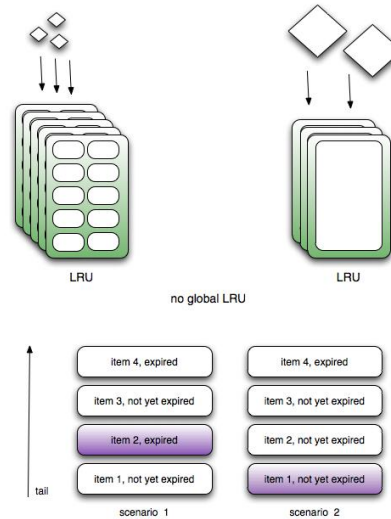 LRU
LRU
no global LRU
item 4, expired
item 4, expired
item 3, not yet expired
item 3, not yet expired
item 2, expired
item 2, not yet expired
item 1, not yet expired
item 1, not yet expired
tail
scenario 1
scenario 2